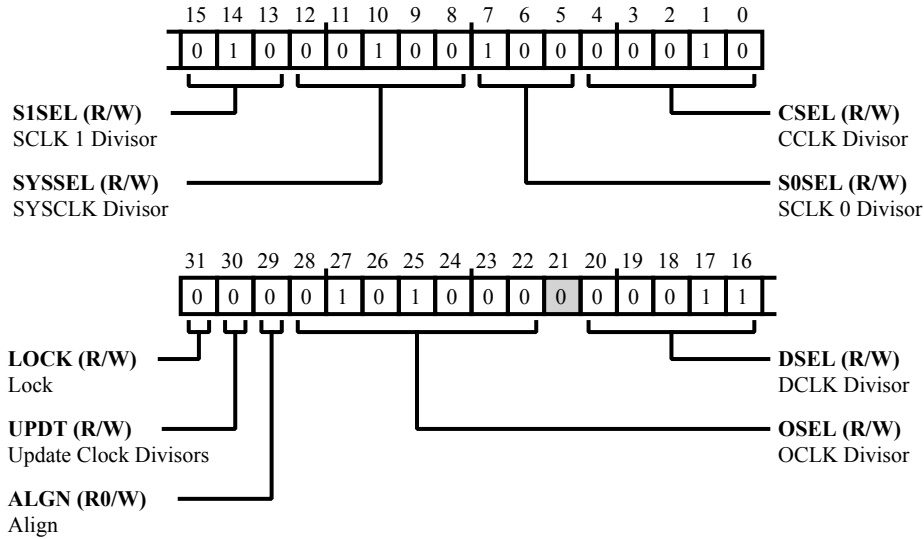 15 14 13 12 11 10 9 8 7 6 5 4 3 2 1 0
0 1 0 0 0 1 0 0 1 0 0 0 0 0 1 0
S1SEL (R/W)
SCLK 1 Divisor
CSEL (R/W)
CCLK Divisor
SYSSEL (R/W)
SYSCLK Divisor
S0SEL (R/W)
SCLK 0 Divisor
31 30 29 28 27 26 25 24 23 22 21 20 19 18 17 16
0 0 0 0 1 0 1 0 0 0 0 0 0 0 1 1
LOCK (R/W)
Lock
DSEL (R/W)
DCLK Divisor
UPDT (R/W)
Update Clock Divisors
OSEL (R/W)
OCLK Divisor
ALGN (R0/W)
Align